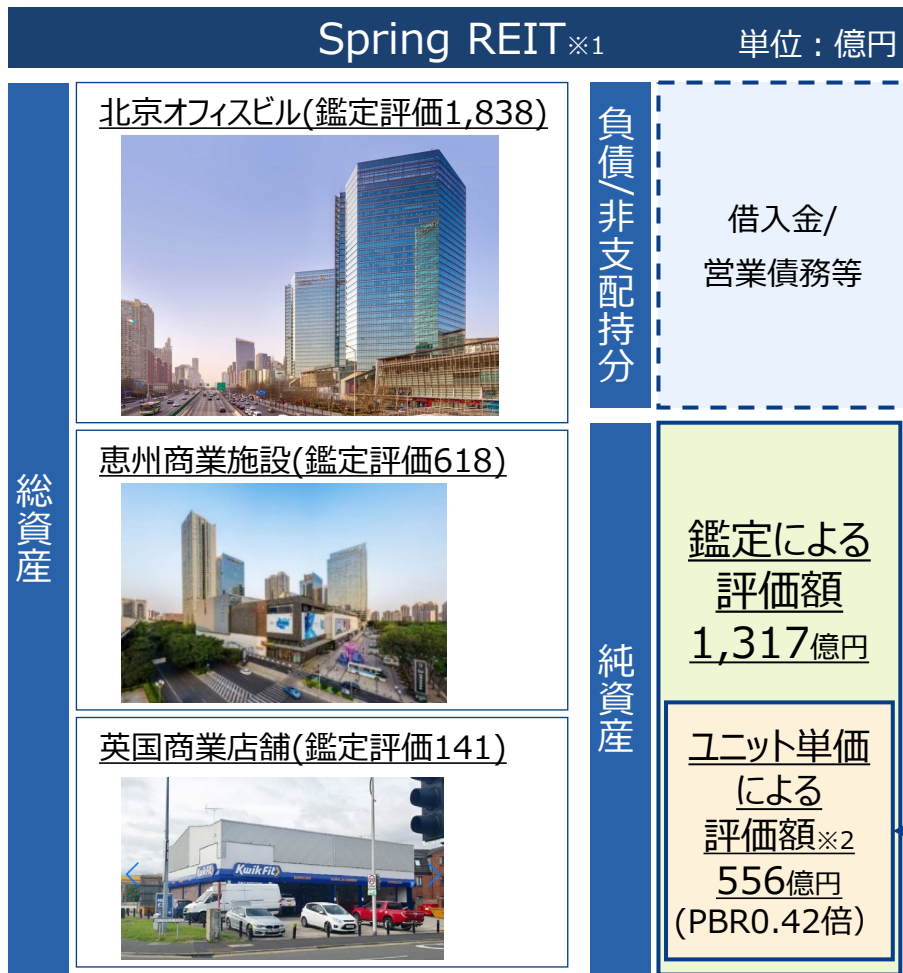 Spring REIT※1
単位：億円
総資産
北京オフィスビル(鑑定評価1,838)
恵州商業施設(鑑定評価618)
英国商業店舗(鑑定評価141)
KwikFit
KwikFit
負債/非支配持分
借入金/
営業債務等
純資産
鑑定による
評価額
1,317億円
ユニット単価
による
評価額※2
556億円
(PBR0.42倍）